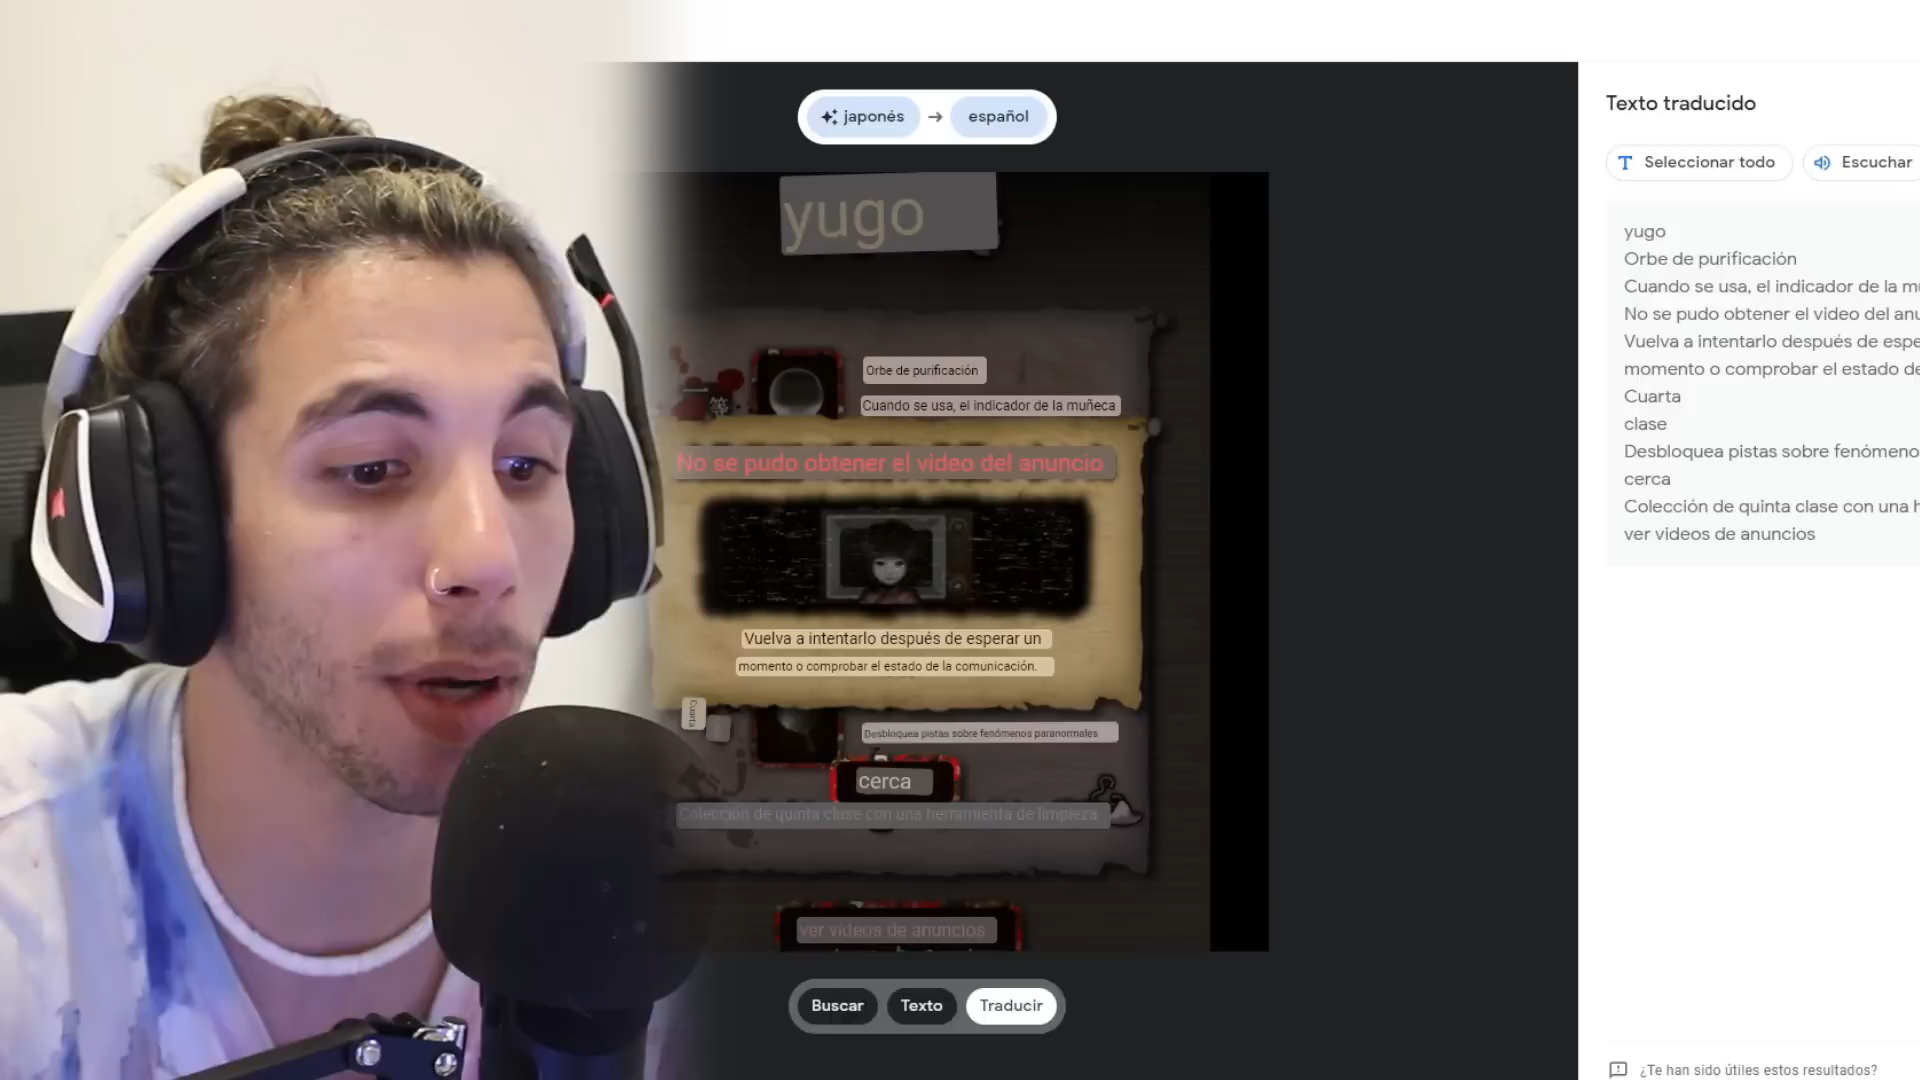 japonés → español
Texto traducido
Seleccionar todo
Escuchar
yugo
Orbe de purificación
Cuando se usa, el indicador de la muñeca
No se pudo obtener el video del anuncio
Vuelva a intentarlo después de esperar un
momento o comprobar el estado de la comunicación.
Cuarta
Desbloquea pistas sobre fenómenos paranormales
cerca
Colección de quinta clase con una herramienta de limpieza
ver videos de anuncios
Buscar
Texto
Traducir
yugo
Orbe de purificación
Cuando se usa, el indicador de la mu
No se pudo obtener el video del anu
Vuelva a intentarlo después de espe
momento o comprobar el estado de
Cuarta
clase
Desbloquea pistas sobre fenómeno
cerca
Colección de quinta clase con una h
ver videos de anuncios
¿Te han sido útiles estos resultados?